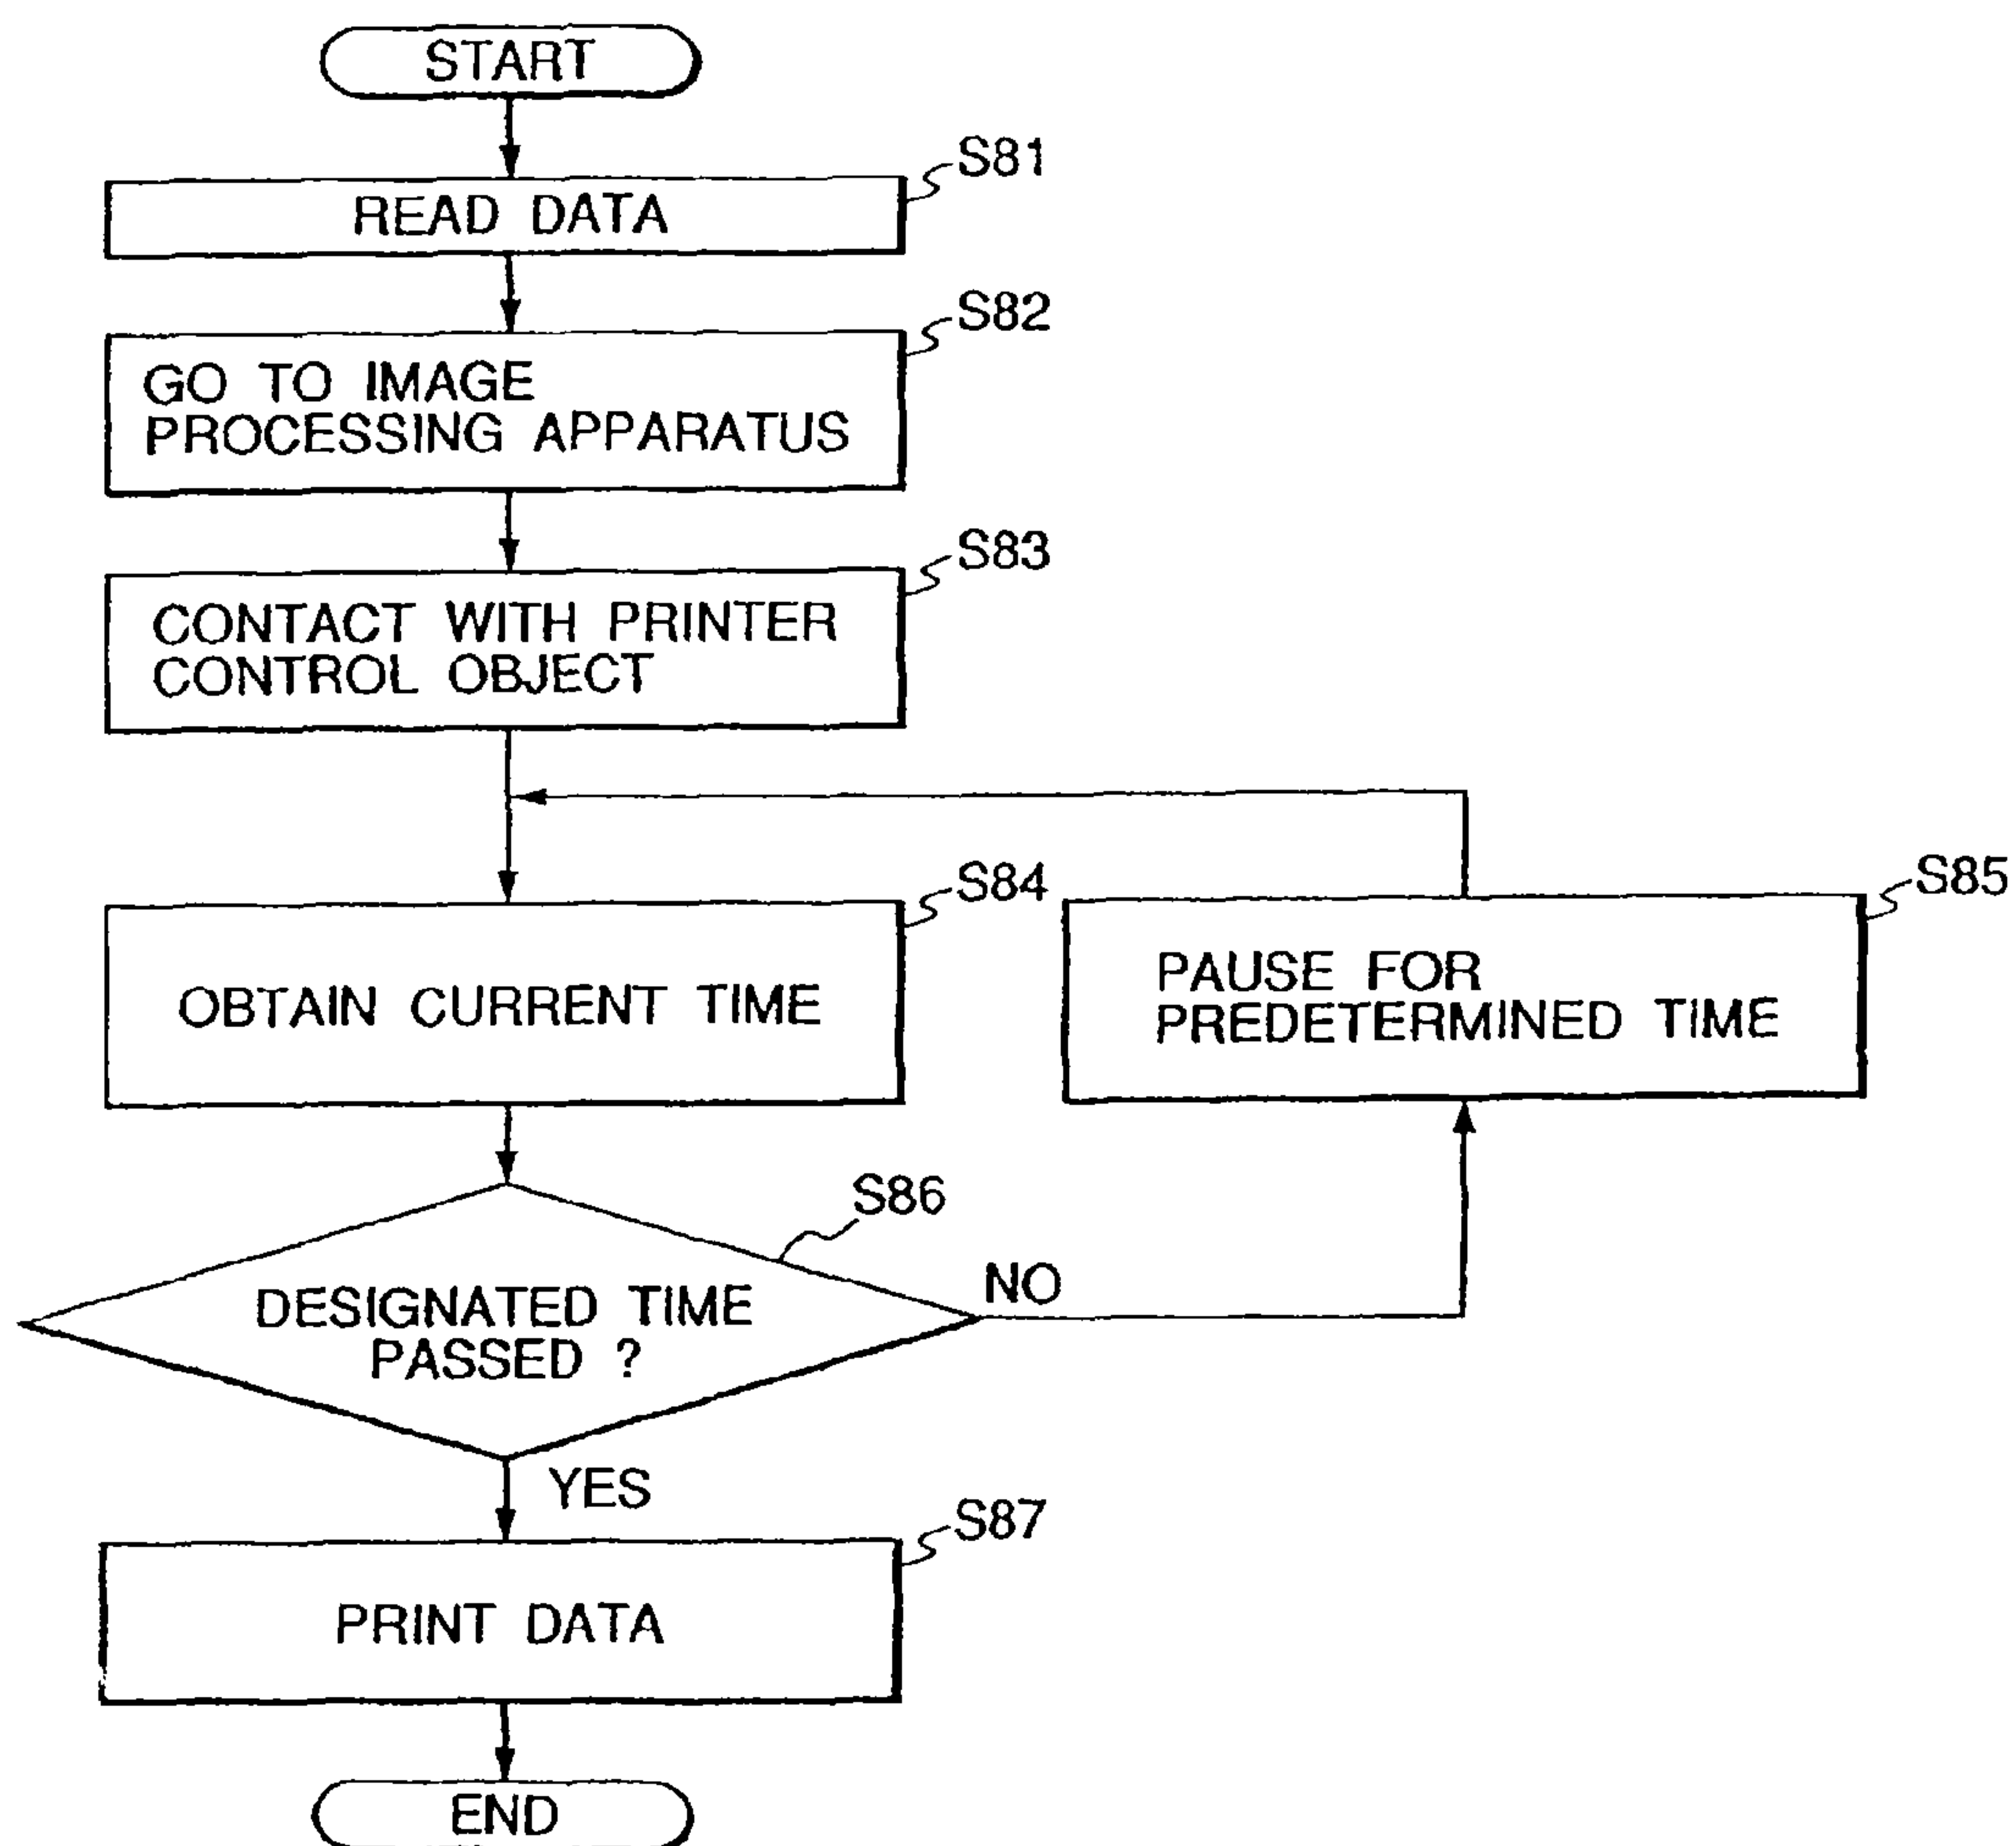 START
S81
READ DATA
S82
GO TO IMAGE
PROCESSING APPARATUS
S83
CONTACT WITH PRINTER
CONTROL OBJECT
S84
OBTAIN CURRENT TIME
S85
PAUSE FOR
PREDETERMINED TIME
S86
DESIGNATED TIME
PASSED ?
NO
YES
S87
PRINT DATA
END